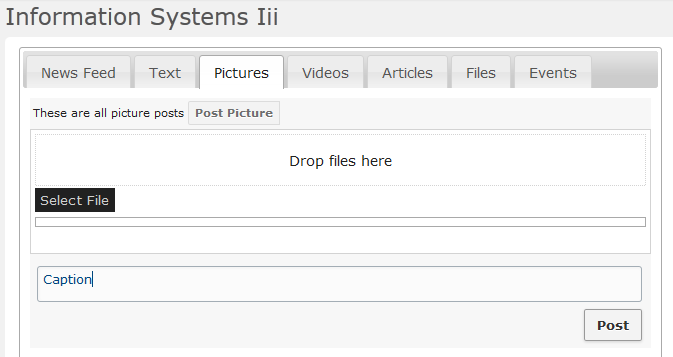 Information Systems Iii
News Feed Text Pictures Videos Articles Files Events
These are all picture posts Post Picture
Drop files here
Select File
Caption
Post